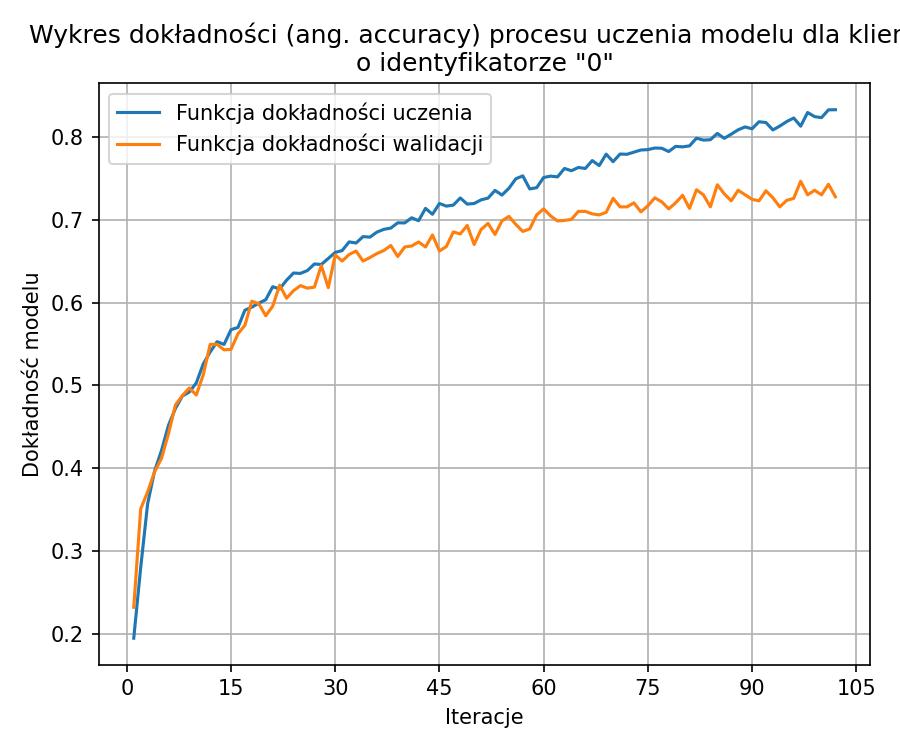 Wykres dokładności (ang. accuracy) procesu uczenia modelu dla
o identyfikatorze "0"
Funkcja dokładności uczenia
Funkcja dokładności walidacji
Dokładność modelu
0.8
0.7
0.6
0.5
0.4
0.3
0.2
0 15 30 45 60 75 90 105
Iteracje